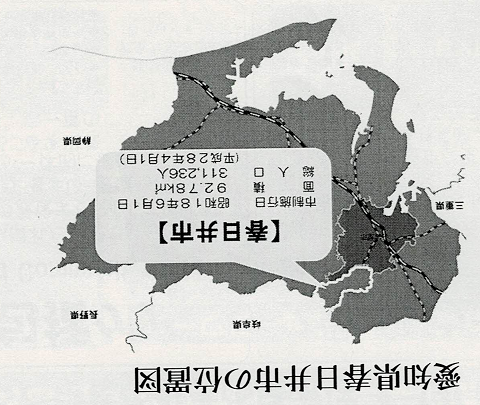 愛知県春日井市の位置図
岐阜県
長野県
【春日井市】
市制施行日　昭和18年6月1日
面　　積　92.78k㎡
総 人 口　311,236人
(平成28年4月1日)
三重県
静岡県